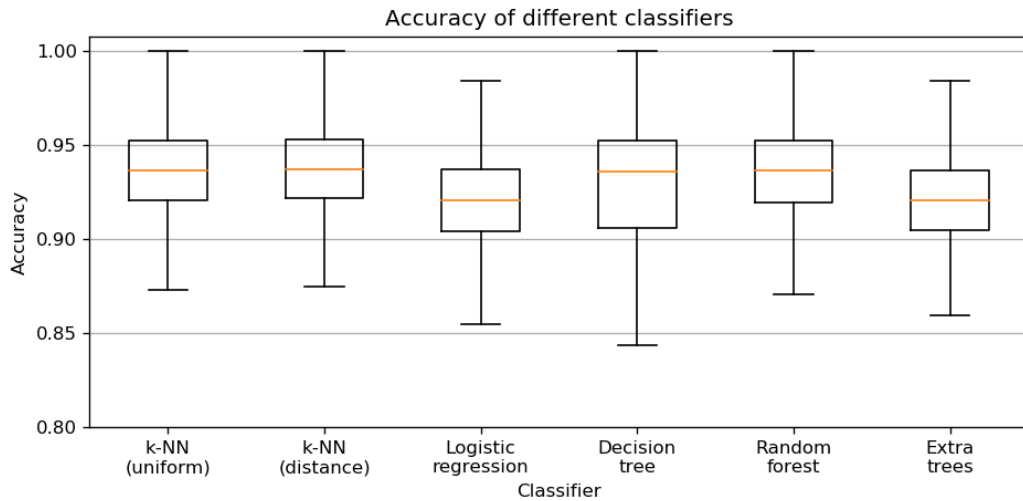 Accuracy of different classifiers
Accuracy
1.00
0.95
0.90
0.85
0.80
k-NN
(uniform)
k-NN
(distance)
Logistic
regression
Decision
tree
Random
forest
Extra
trees
Classifier